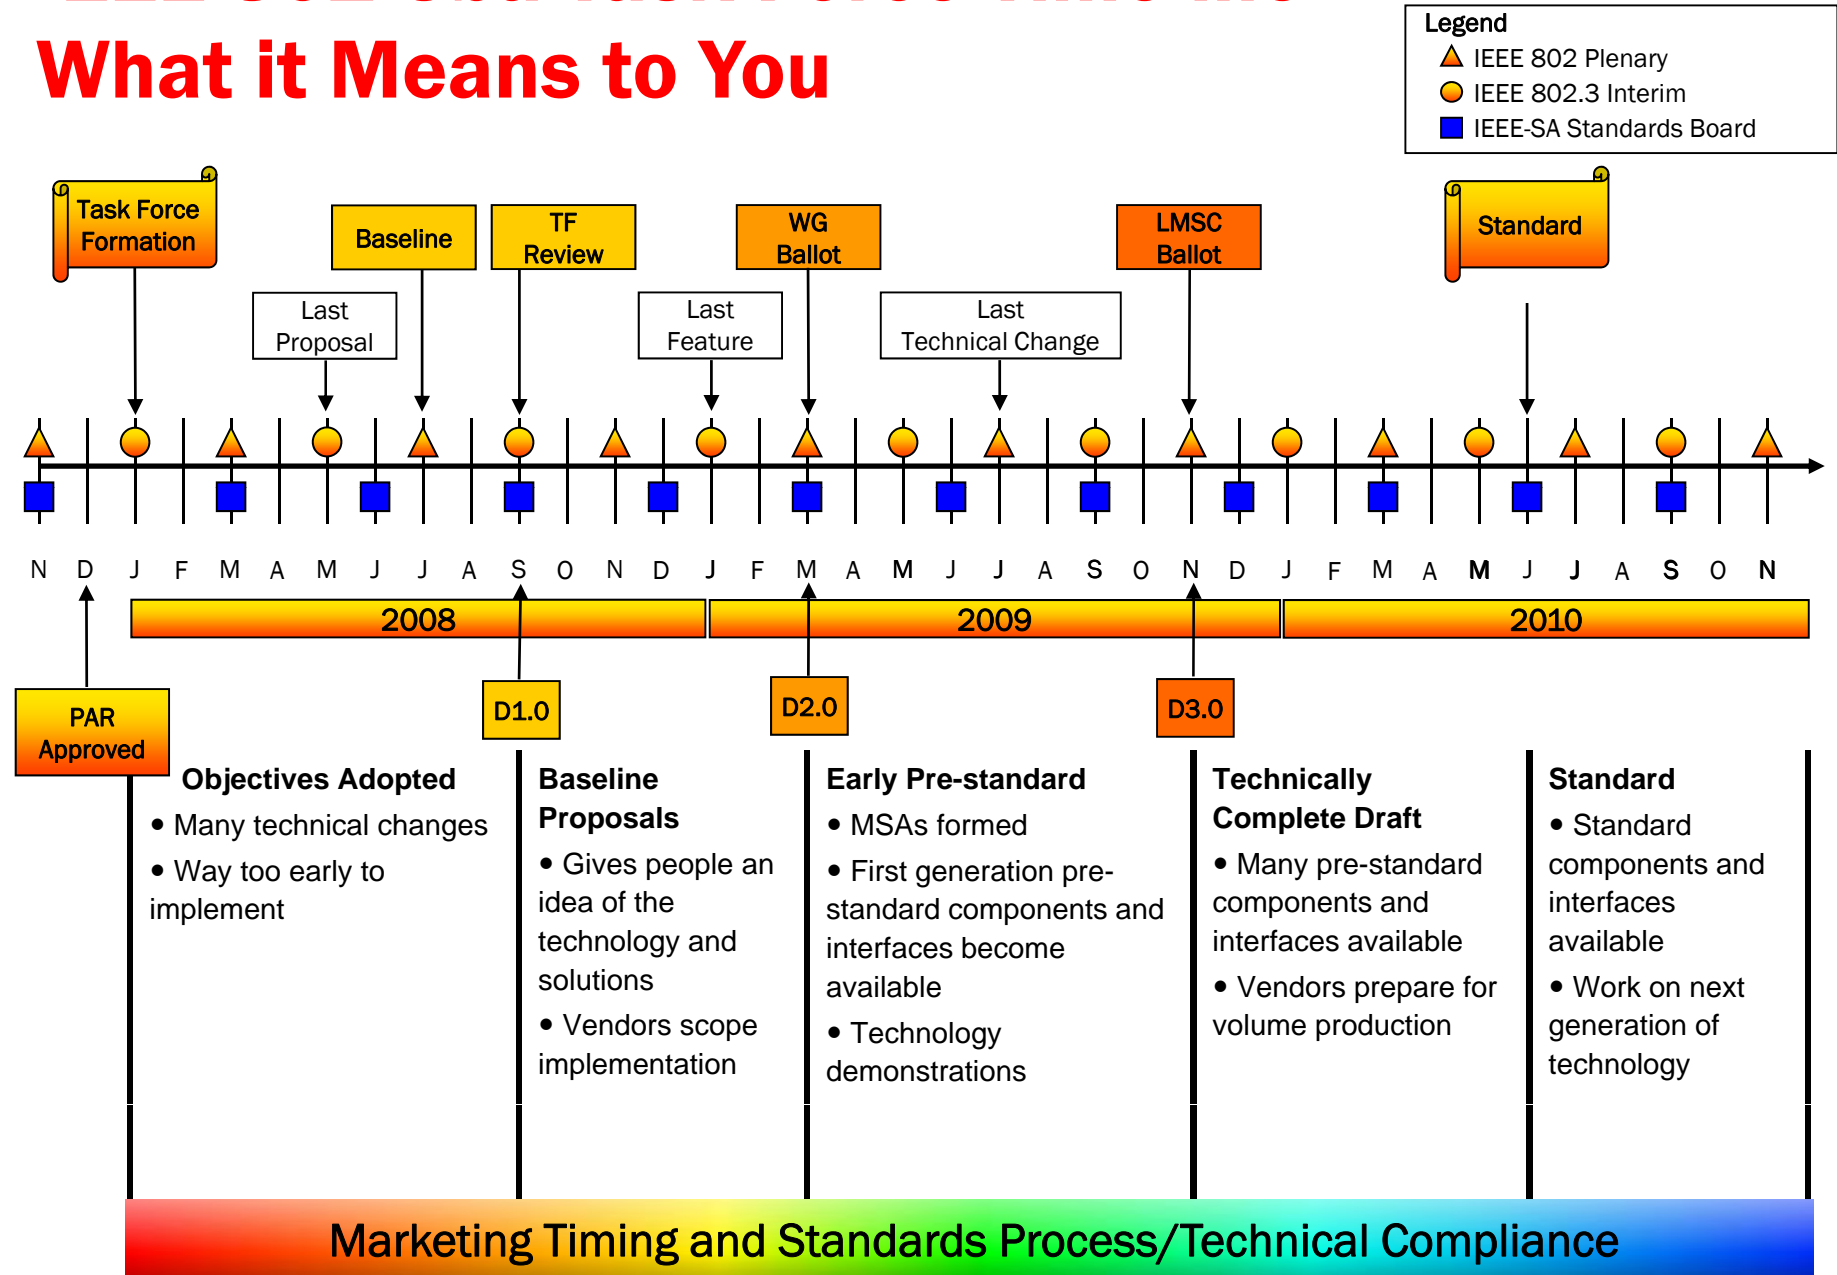 What it Means to You
Legend
IEEE 802 Plenary
IEEE 802.3 Interim
IEEE-SA Standards Board
Task Force
Formation
Baseline
TF
Review
WG
Ballot
LMSC
Ballot
Standard
Last
Proposal
Last
Feature
Last
Technical Change
N D J F M A M J J A S O N D J F M A M J J A S O N D J F M A M J J A S O N
2008
2009
2010
PAR
Approved
D1.0
D2.0
D3.0
Objectives Adopted
• Many technical changes
• Way too early to
implement
Baseline
Proposals
• Gives people an
idea of the
technology and
solutions
• Vendors scope
implementation
Early Pre-standard
• MSAs formed
• First generation pre-
standard components and
interfaces become
available
• Technology
demonstrations
Technically
Complete Draft
• Many pre-standard
components and
interfaces available
• Vendors prepare for
volume production
Standard
• Standard
components and
interfaces
available
• Work on next
generation of
technology
Marketing Timing and Standards Process/Technical Compliance